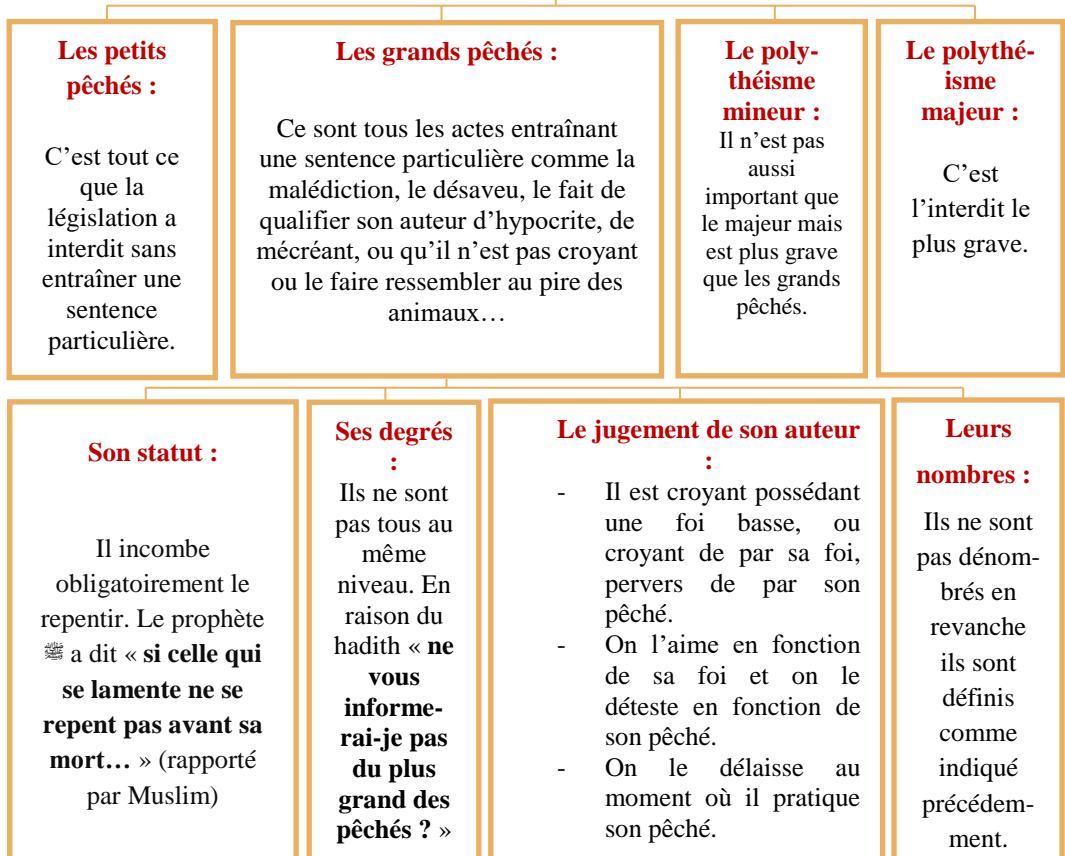 Les petits
pêchés :
C’est tout ce
que la
législation a
interdit sans
entraîner une
sentence
particulière.
Les grands pêchés :
Ce sont tous les actes entraînant
une sentence particulière comme la
malédiction, le désaveu, le fait de
qualifier son auteur d’hypocrite, de
mécréant, ou qu’il n’est pas croyant
ou le faire ressembler au pire des
animaux…
Le poly-
théisme
mineur :
Il n’est pas
aussi
important que
le majeur mais
est plus grave
que les grands
pêchés.
Le polythé-
isme
majeur :
C’est
l’interdit le
plus grave.
Son statut :
Il incombe
obligatoirement le
repentir. Le prophète
ﷺ a dit « si celle qui
se lamente ne se
repent pas avant sa
mort… » (rapporté
par Muslim)
Ses degrés
:
Ils ne sont
pas tous au
même
niveau. En
raison du
hadith « ne
vous
informe-
rai-je pas
du plus
grand des
pêchés ? »
Le jugement de son auteur
:
- Il est croyant possédant
une foi basse, ou
croyant de par sa foi,
pervers de par son
pêché.
- On l’aime en fonction
de sa foi et on le
déteste en fonction de
son pêché.
- On le délaisse au
moment où il pratique
son pêché.
Leurs
nombres :
Ils ne sont
pas dénom-
brés en
revanche
ils sont
définis
comme
indiqué
précédem-
ment.